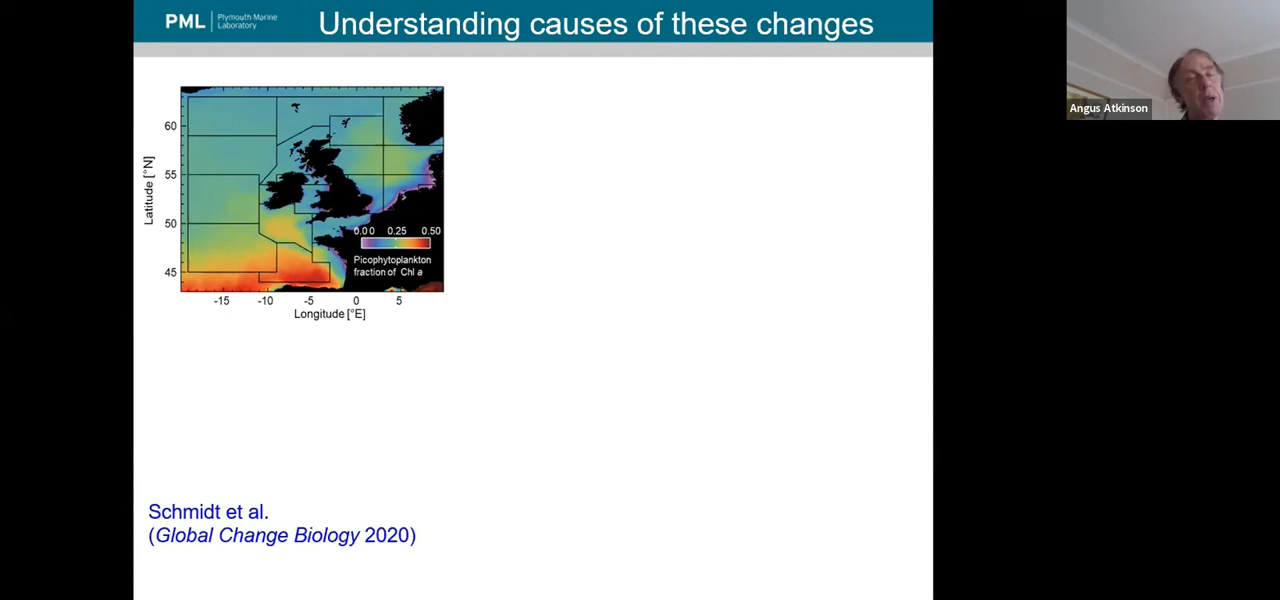 PML | Plymouth Marine
Laboratory
Understanding causes of these changes
Angus Atkinson
60
55
50
45
Latitude [°N]
0.00 0.25 0.50
Picophytoplankton
fraction of Chl a
-15 -10 -5 0 5
Longitude [°E]
Schmidt et al.
(Global Change Biology 2020)